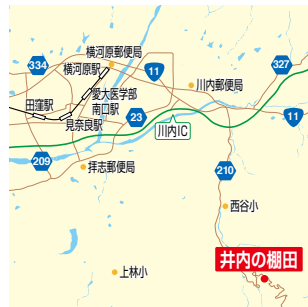 横河原郵便局
334
横河原駅
11
327
川内郵便局
愛大医学部
南口駅
田窪駅
11
23
見奈良駅
川内IC
209
拝志郵便局
210
西谷小
井内の棚田
上林小